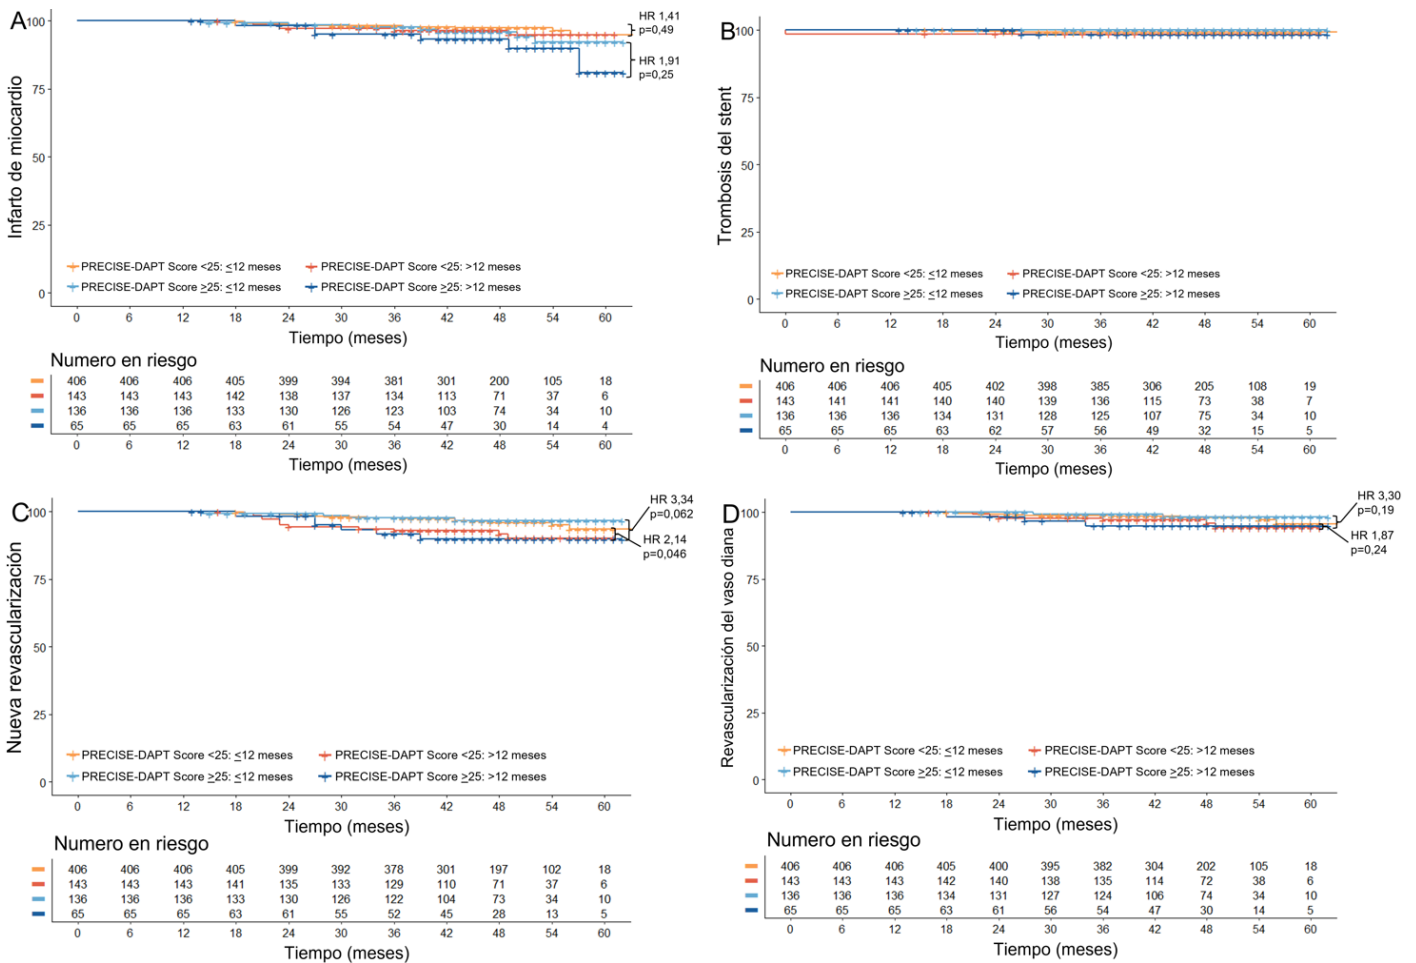 A
Infarto de miocardio
100
75
50
25
0
HR 1,41
p=0,49
HR 1,91
p=0,25
PRECISE-DAPT Score <25: ≤12 meses
PRECISE-DAPT Score <25: >12 meses
PRECISE-DAPT Score ≥25: ≤12 meses
PRECISE-DAPT Score ≥25: >12 meses
0 6 12 18 24 30 36 42 48 54 60
Tiempo (meses)
Numero en riesgo
406 406 406 405 399 394 381 301 200 105 18
143 143 143 142 138 137 134 113 71 37 6
136 136 136 133 130 126 123 103 74 34 10
65 65 65 63 61 55 54 47 30 14 4
0 6 12 18 24 30 36 42 48 54 60
Tiempo (meses)
B
Trombosis del stent
100
75
50
25
0
PRECISE-DAPT Score <25: ≤12 meses
PRECISE-DAPT Score <25: >12 meses
PRECISE-DAPT Score ≥25: ≤12 meses
PRECISE-DAPT Score ≥25: >12 meses
0 6 12 18 24 30 36 42 48 54 60
Tiempo (meses)
Numero en riesgo
406 406 406 405 402 398 385 306 205 108 19
143 141 141 140 140 139 136 115 73 38 7
136 136 136 134 131 128 125 107 75 34 10
65 65 65 63 62 57 56 49 32 15 5
0 6 12 18 24 30 36 42 48 54 60
Tiempo (meses)
C
Nueva revascularización
100
75
50
25
0
HR 3,34
p=0,062
HR 2,14
p=0,046
PRECISE-DAPT Score <25: ≤12 meses
PRECISE-DAPT Score <25: >12 meses
PRECISE-DAPT Score ≥25: ≤12 meses
PRECISE-DAPT Score ≥25: >12 meses
0 6 12 18 24 30 36 42 48 54 60
Tiempo (meses)
Numero en riesgo
406 406 406 405 399 392 378 301 197 102 18
143 143 143 141 135 133 129 110 71 37 6
136 136 136 133 130 126 122 104 73 34 10
65 65 65 63 61 55 52 45 28 13 5
0 6 12 18 24 30 36 42 48 54 60
Tiempo (meses)
D
Revascularización del vaso diana
100
75
50
25
0
HR 3,30
p=0,19
HR 1,87
p=0,24
PRECISE-DAPT Score <25: ≤12 meses
PRECISE-DAPT Score <25: >12 meses
PRECISE-DAPT Score ≥25: ≤12 meses
PRECISE-DAPT Score ≥25: >12 meses
0 6 12 18 24 30 36 42 48 54 60
Tiempo (meses)
Numero en riesgo
406 406 406 405 400 395 382 304 202 105 18
143 143 143 142 140 138 135 114 72 38 6
136 136 136 134 131 127 124 106 74 34 10
65 65 65 63 61 56 54 47 30 14 5
0 6 12 18 24 30 36 42 48 54 60
Tiempo (meses)